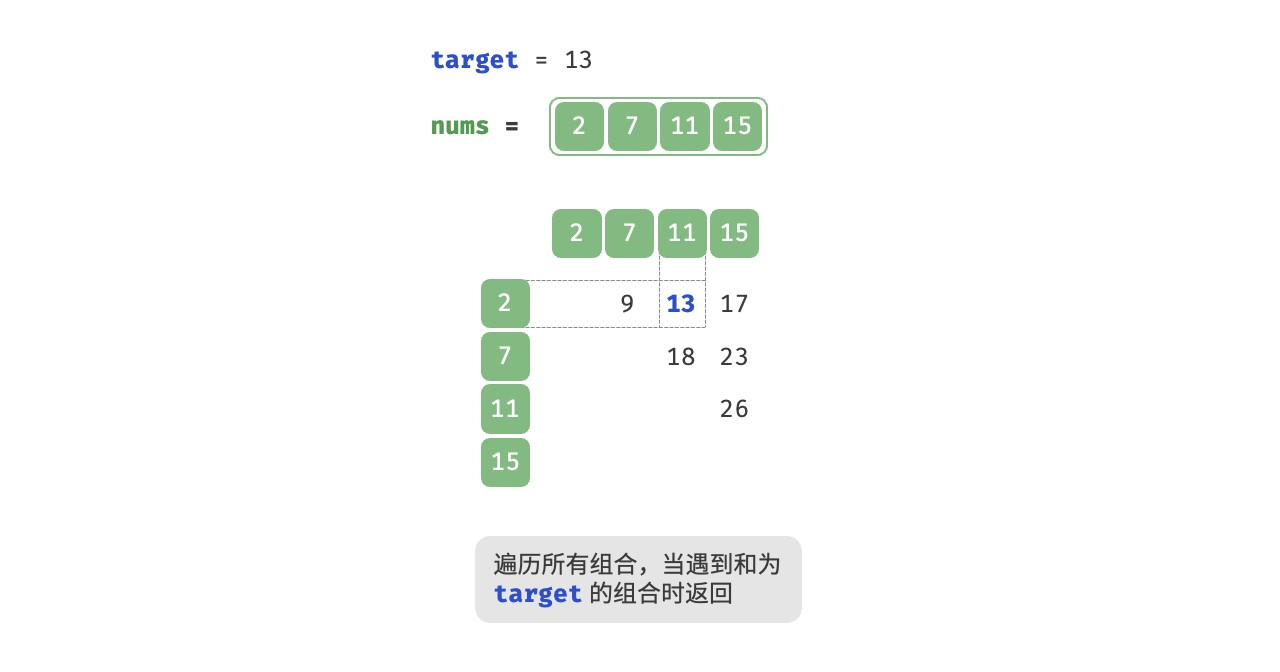 target = 13
nums = 2 7 11 15
2 7 11 15
2 9 13 17
7 18 23
11 26
15
遍历所有组合，当遇到和为
target 的组合时返回